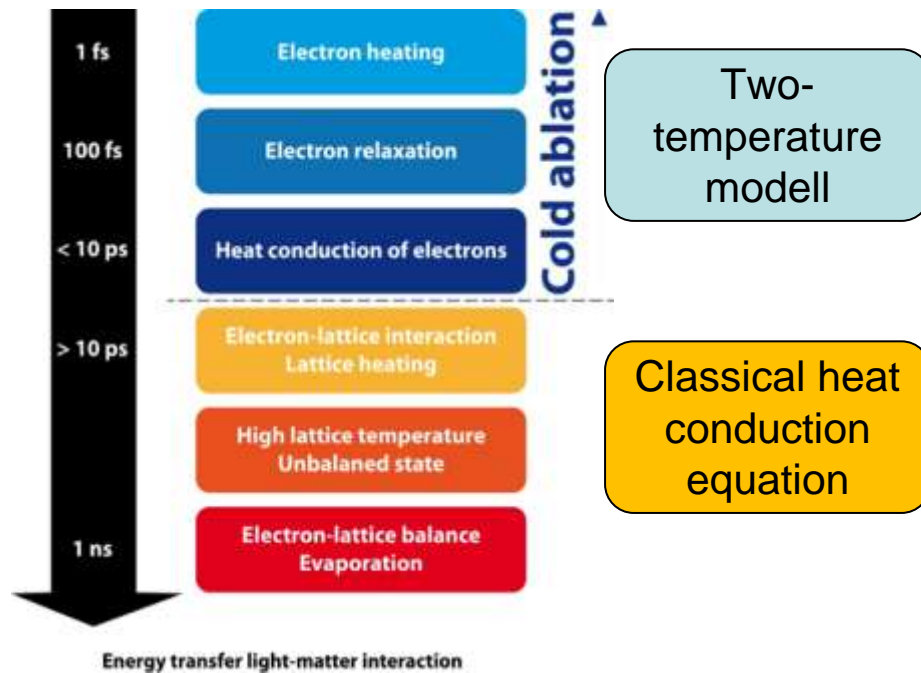 1 fs
Electron heating
100 fs
Electron relaxation
< 10 ps
Heat conduction of electrons
Cold ablation
Two-
temperature
modell
> 10 ps
Electron-lattice interaction
Lattice heating
High lattice temperature
Unbalaned state
1 ns
Electron-lattice balance
Evaporation
Classical heat
conduction
equation
Energy transfer light-matter interaction